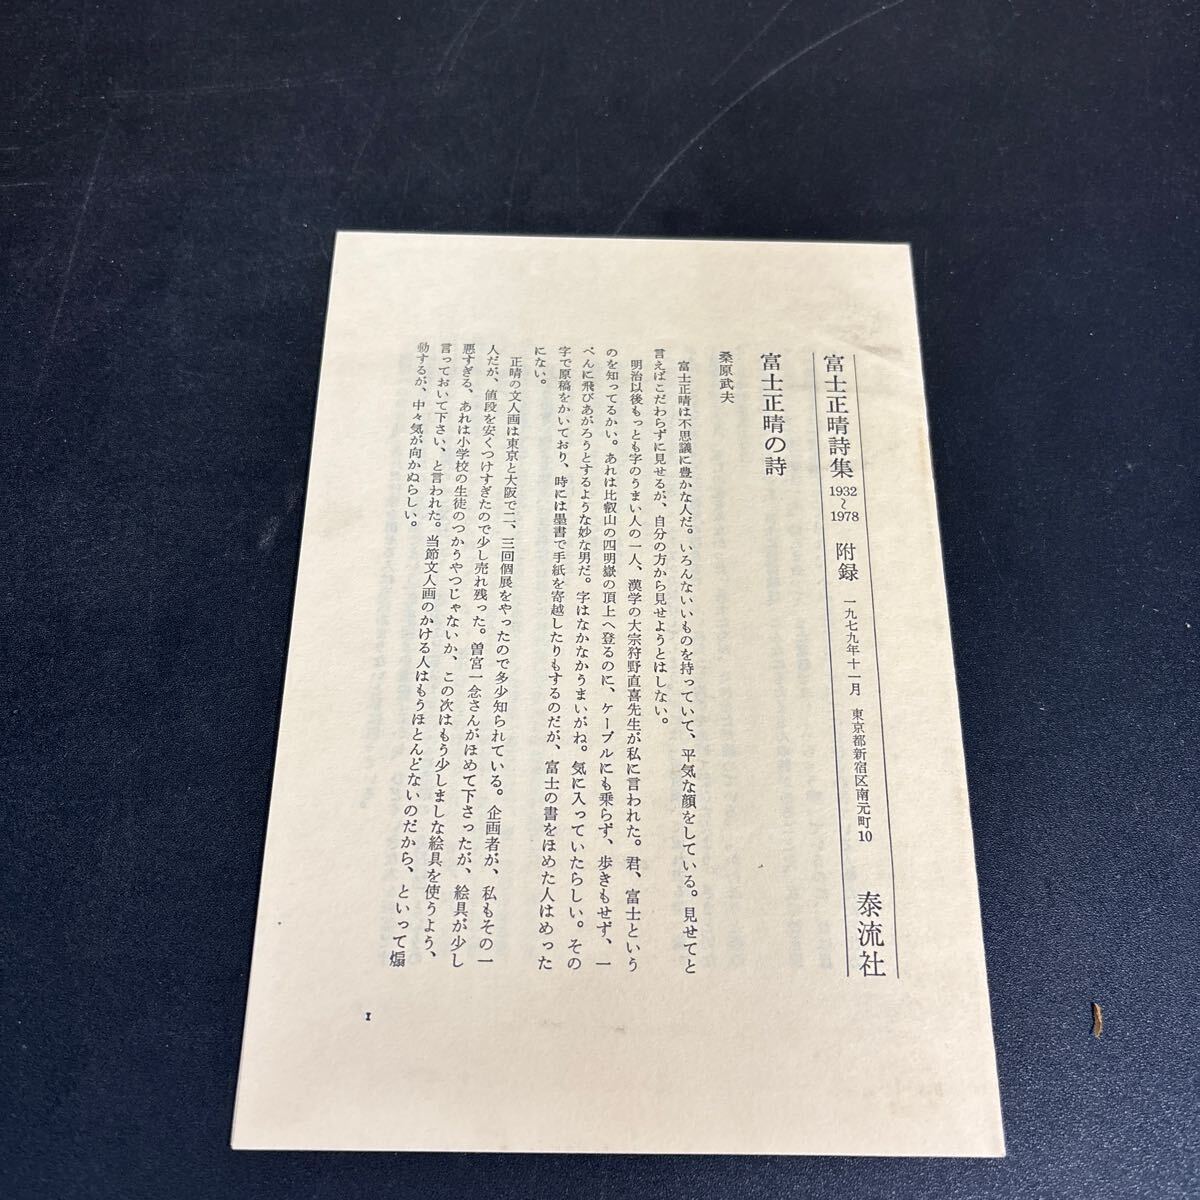 富士正晴詩集 1932〜1978 附録 一九七九年十一月 東京都新宿区南元町10 泰流社
富士正晴の詩
桑原武夫
富士正晴は不思議に豊かな人だ。いろんないいものを持っていて、平気な顔をしている。見せてと
言えばこだわらずに見せるが、自分の方から見せようとはしない。
明治以後もっとも字のうまい人の一人、漢学の大宗狩野直喜先生が私に言われた。君、富士という
のを知ってるかい。あれは比叡山の四明嶽の頂上へ登るのに、ケーブルにも乗らず、歩きもせず、一
ぺんに飛びあがろうとするような妙な男だ。字はなかなかうまいがね。気に入っていたらしい。その
字で原稿をかいており、時には墨書で手紙を寄越したりもするのだが、富士の書をほめた人はめった
にない。
正晴の文人画は東京と大阪で二、三回個展をやったので多少知られている。企画者が、私もその一
人だが、値段を安くつけすぎたので少し売れ残った。曽宮一念さんがほめて下さったが、絵具が少し
悪すぎる、あれは小学校の生徒のつかうやつじゃないか、この次はもう少しましな絵具を使うよう、
言っておいて下さい、と言われた。当節文人画のかける人はもうほとんどないのだから、といって煽
動するが、中々気が向かぬらしい。
1